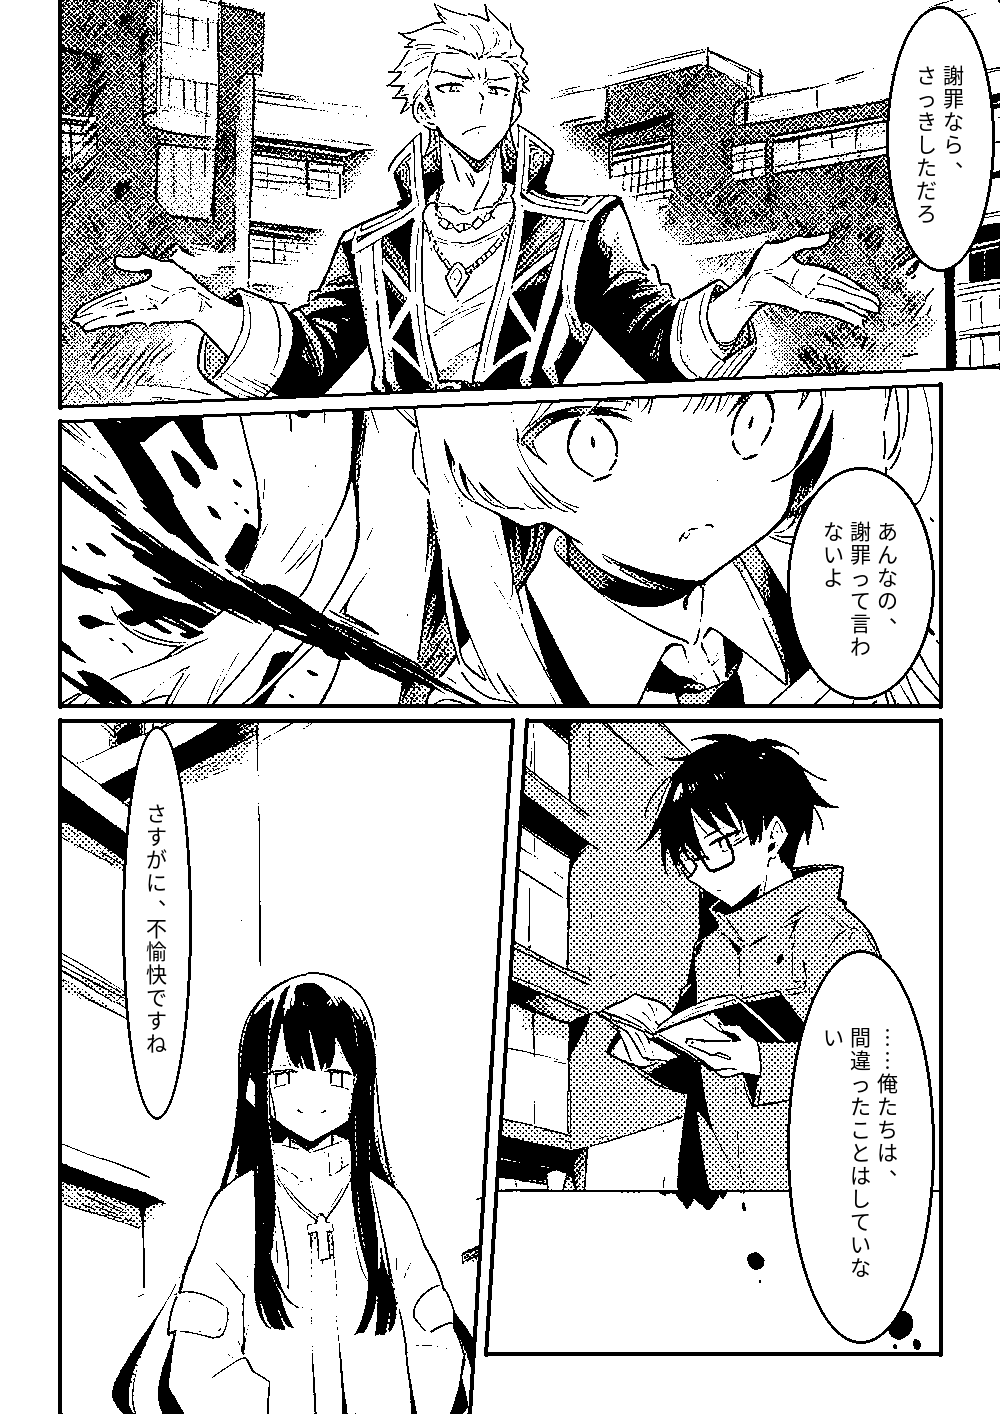 謝罪なら、
さっきしただろ
あんなの、
謝罪って言わ
ないよ
……俺たちは、
間違ったことはしていな
い
さすがに、不愉快ですね